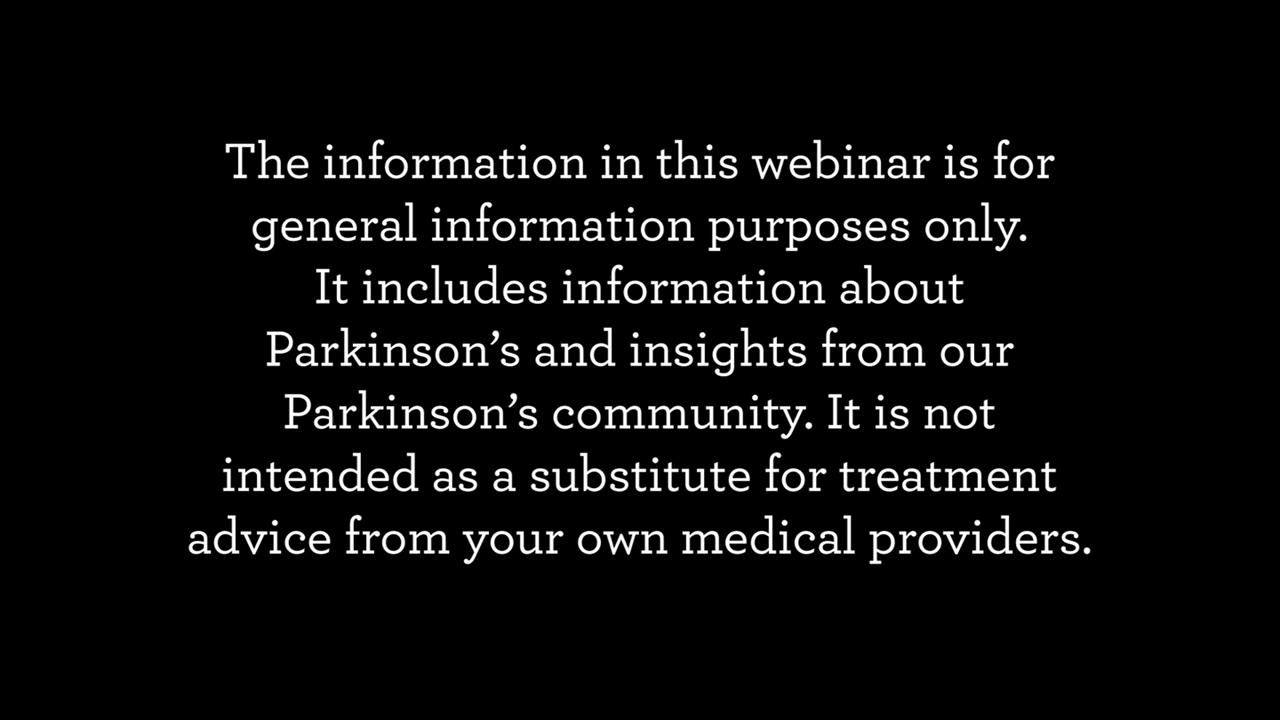 The information in this webinar is for
general information purposes only.
It includes information about
Parkinson’s and insights from our
Parkinson’s community. It is not
intended as a substitute for treatment
advice from your own medical providers.